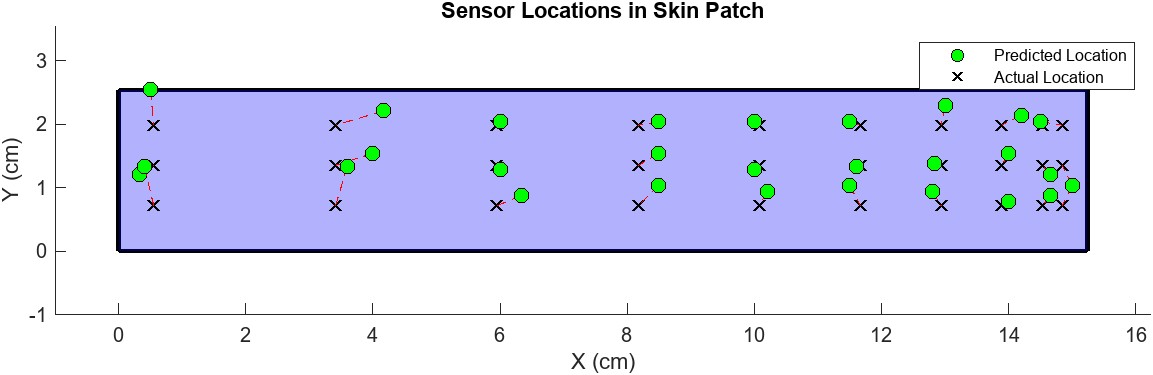 Sensor Locations in Skin Patch
Predicted Location
Actual Location
Y (cm)
3
2
1
0
-1
0 2 4 6 8 10 12 14 16
X (cm)